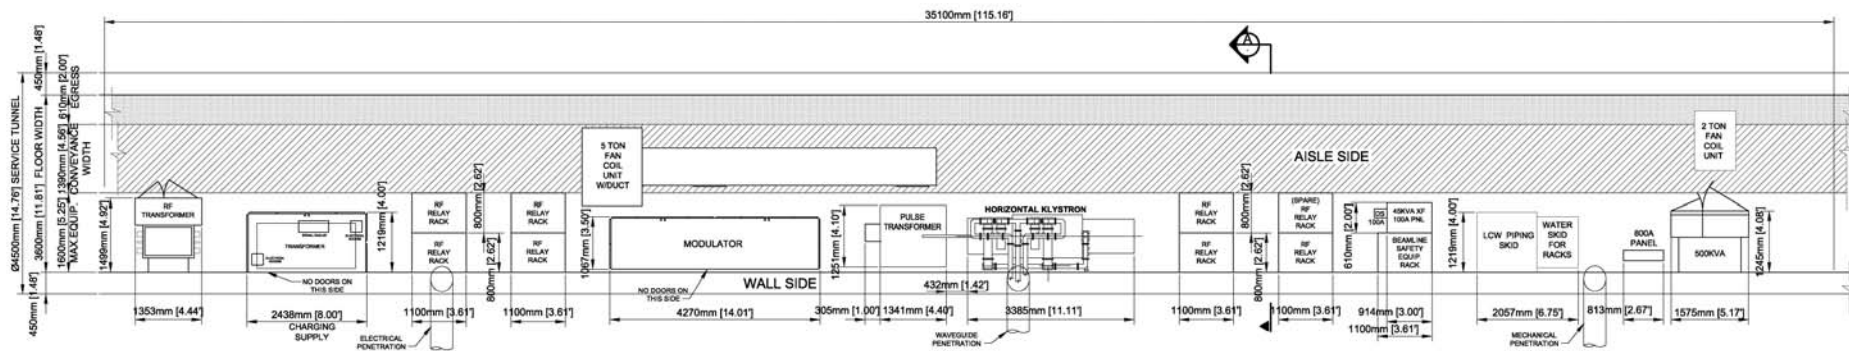 35100mm [115.16']
A
Ø4500mm [14.76'] SERVICE TUNNEL
3600mm [11.81'] FLOOR WIDTH
450mm [1.48']
610mm [2.00']
EGRESS
1390mm [4.56']
CONVEYANCE
WIDTH
1600mm [5.25']
MAX EQUIP.
1499mm [4.92']
450mm [1.48']
RF
TRANSFORMER
TRANSFORMER
1219mm [4.00']
NO DOORS ON
THIS SIDE
RF
RELAY
RACK
RF
RELAY
RACK
800mm [2.62']
800mm [2.62']
RF
RELAY
RACK
RF
RELAY
RACK
5 TON
FAN
COIL
UNIT
W/DUCT
1067mm [3.50']
MODULATOR
NO DOORS ON
THIS SIDE
WALL SIDE
PULSE
TRANSFORMER
1251mm [4.10']
HORIZONTAL KLYSTRON
432mm [1.42']
AISLE SIDE
RF
RELAY
RACK
RF
RELAY
RACK
800mm [2.62']
800mm [2.62']
(SPARE)
RF
RELAY
RACK
RF
RELAY
RACK
610mm [2.00']
100A
45KVA XF
100A PNL
BEAMLINE
SAFETY
EQUIP.
RACK
1219mm [4.00']
LCW PIPING
SKID
WATER
SKID
FOR
RACKS
800A
PANEL
2 TON
FAN
COIL
UNIT
500KVA
1245mm [4.08']
1353mm [4.44']
2438mm [8.00']
CHARGING
SUPPLY
1100mm [3.61']
ELECTRICAL
PENETRATION
1100mm [3.61']
4270mm [14.01']
305mm [1.00']
1341mm [4.40']
3385mm [11.11']
WAVEGUIDE
PENETRATION
1100mm [3.61']
1100mm [3.61']
914mm [3.00']
1100mm [3.61']
2057mm [6.75']
MECHANICAL
PENETRATION
813mm [2.67']
1575mm [5.17']